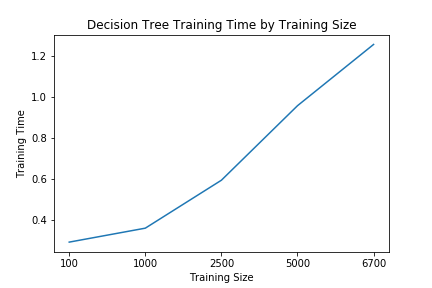 Decision Tree Training Time by Training Size
1.2
1.0
0.8
0.6
0.4
Training Time
100 1000 2500 5000 6700
Training Size